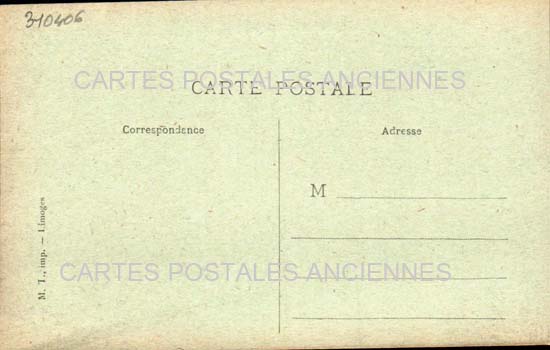 310406
CARTES POSTALES ANCIENNES
CARTE POSTALE
Correspondance
Adresse
M
M. T., imp. — Limoges
CARTES POSTALES ANCIENNES